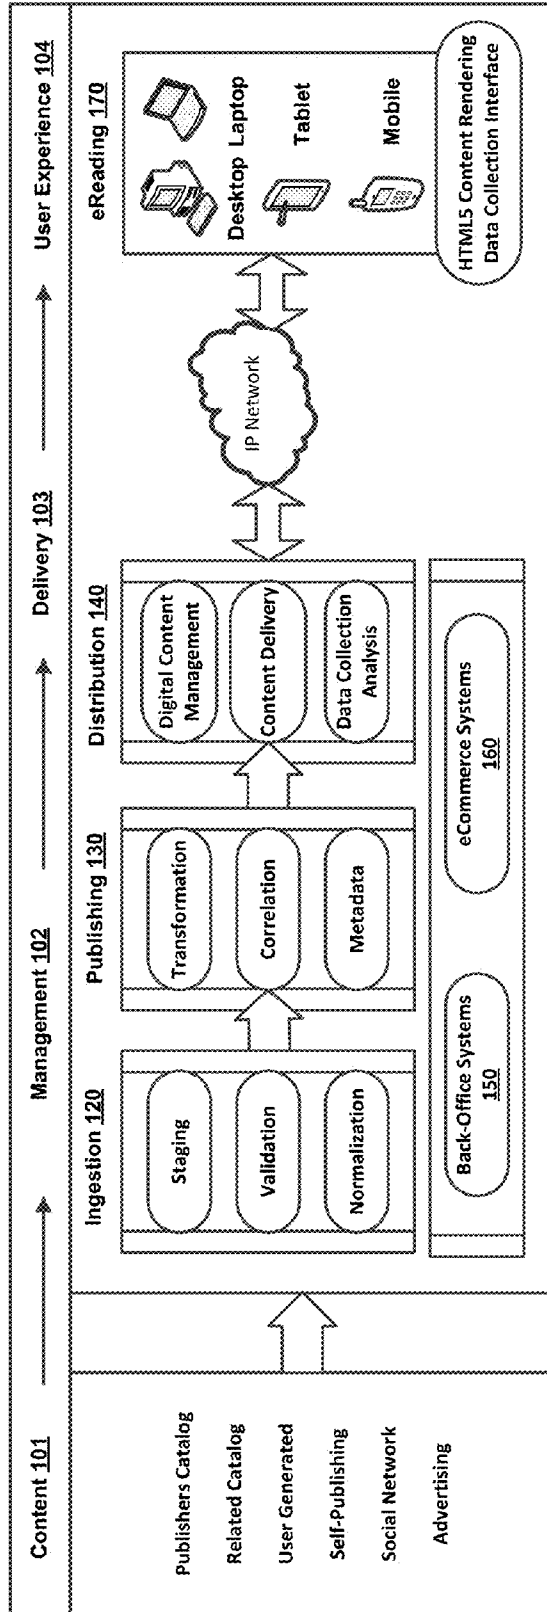 Content 101
Management 102
Delivery 103
User Experience 104
Publishers Catalog
Related Catalog
User Generated
Self-Publishing
Social Network
Advertising
Ingestion 120
Staging
Validation
Normalization
Publishing 130
Transformation
Correlation
Metadata
Distribution 140
Digital Content
Management
Content Delivery
Data Collection
Analysis
Back-Office Systems
150
eCommerce Systems
160
IP Network
eReading 170
Desktop Laptop
Tablet
Mobile
HTML5 Content Rendering
Data Collection Interface